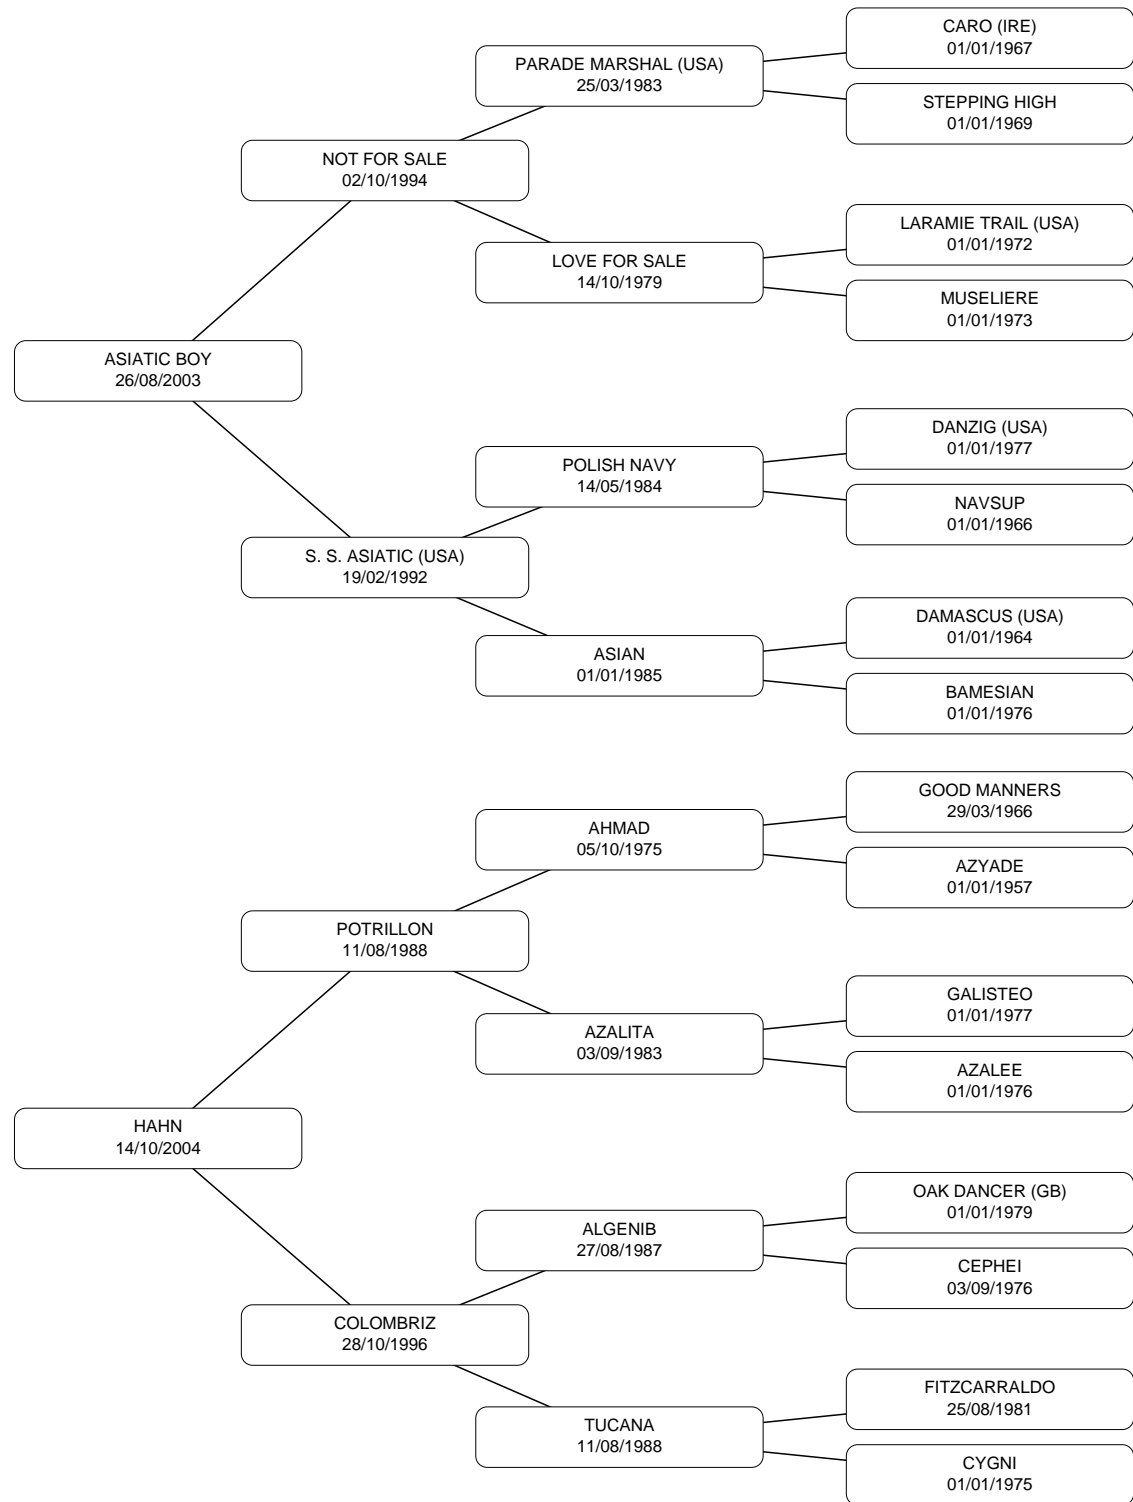 CARO (IRE)
01/01/1967
PARADE MARSHAL (USA)
25/03/1983
STEPPING HIGH
01/01/1969
NOT FOR SALE
02/10/1994
LARAMIE TRAIL (USA)
01/01/1972
LOVE FOR SALE
14/10/1979
MUSELIERE
01/01/1973
ASIATIC BOY
26/08/2003
DANZIG (USA)
01/01/1977
POLISH NAVY
14/05/1984
NAVSUP
01/01/1966
S. S. ASIATIC (USA)
19/02/1992
DAMASCUS (USA)
01/01/1964
ASIAN
01/01/1985
BAMESIAN
01/01/1976
GOOD MANNERS
29/03/1966
AHMAD
05/10/1975
AZYADE
01/01/1957
POTRILLON
11/08/1988
GALISTEO
01/01/1977
AZALITA
03/09/1983
AZALEE
01/01/1976
HAHN
14/10/2004
OAK DANCER (GB)
01/01/1979
ALGENIB
27/08/1987
CEPHEI
03/09/1976
COLOMBRIZ
28/10/1996
FITZCARRALDO
25/08/1981
TUCANA
11/08/1988
CYGNI
01/01/1975